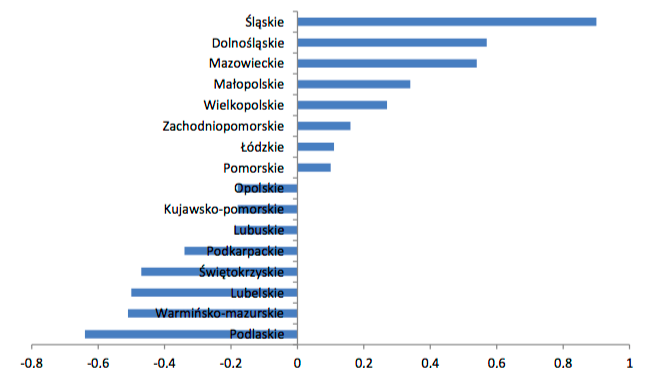 Śląskie
Dolnośląskie
Mazowieckie
Małopolskie
Wielkopolskie
Zachodniopomorskie
Łódzkie
Pomorskie
Opolskie
Kujawsko-pomorskie
Lubuskie
Podkarpackie
Świętokrzyskie
Lubelskie
Warmińsko-mazurskie
Podlaskie
-0.8 -0.6 -0.4 -0.2 0 0.2 0.4 0.6 0.8 1